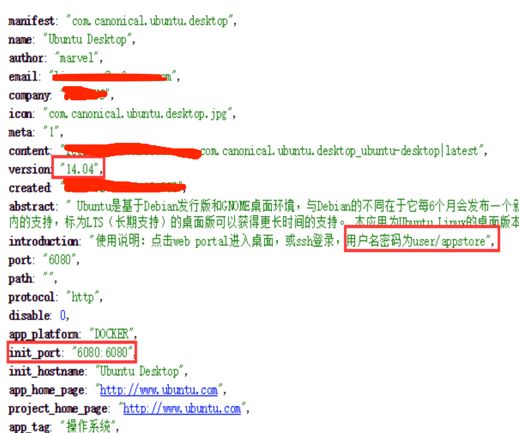 manifest: "com.canonical.ubuntu.desktop",
name: "Ubuntu Desktop",
author: "marvel",
email:
company:
icon: "com.canonical.ubuntu.desktop.jpg",
meta: "1",
content: com.canonical.ubuntu.desktop_ubuntu-desktop|latest",
version: "14.04",
created:
abstract: " Ubuntu是基于Debian发行版和GNOME桌面环境，与Debian的不同在于它每6个月会发布一个新
内的支持，标为LTS（长期支持）的桌面版可以获得更长时间的支持。 本应用为Ubuntu Linux的桌面版本
introduction: "使用说明：点击web portal进入桌面，或ssh登录，用户名密码为user/appstore",
port: "6080",
path: "",
protocol: "http",
disable: 0,
app_platform: "DOCKER",
init_port: "6080:6080",
init_hostname: "Ubuntu Desktop",
app_home_page: "http://www.ubuntu.com",
project_home_page: "http://www.ubuntu.com",
app_tag: "操作系统",